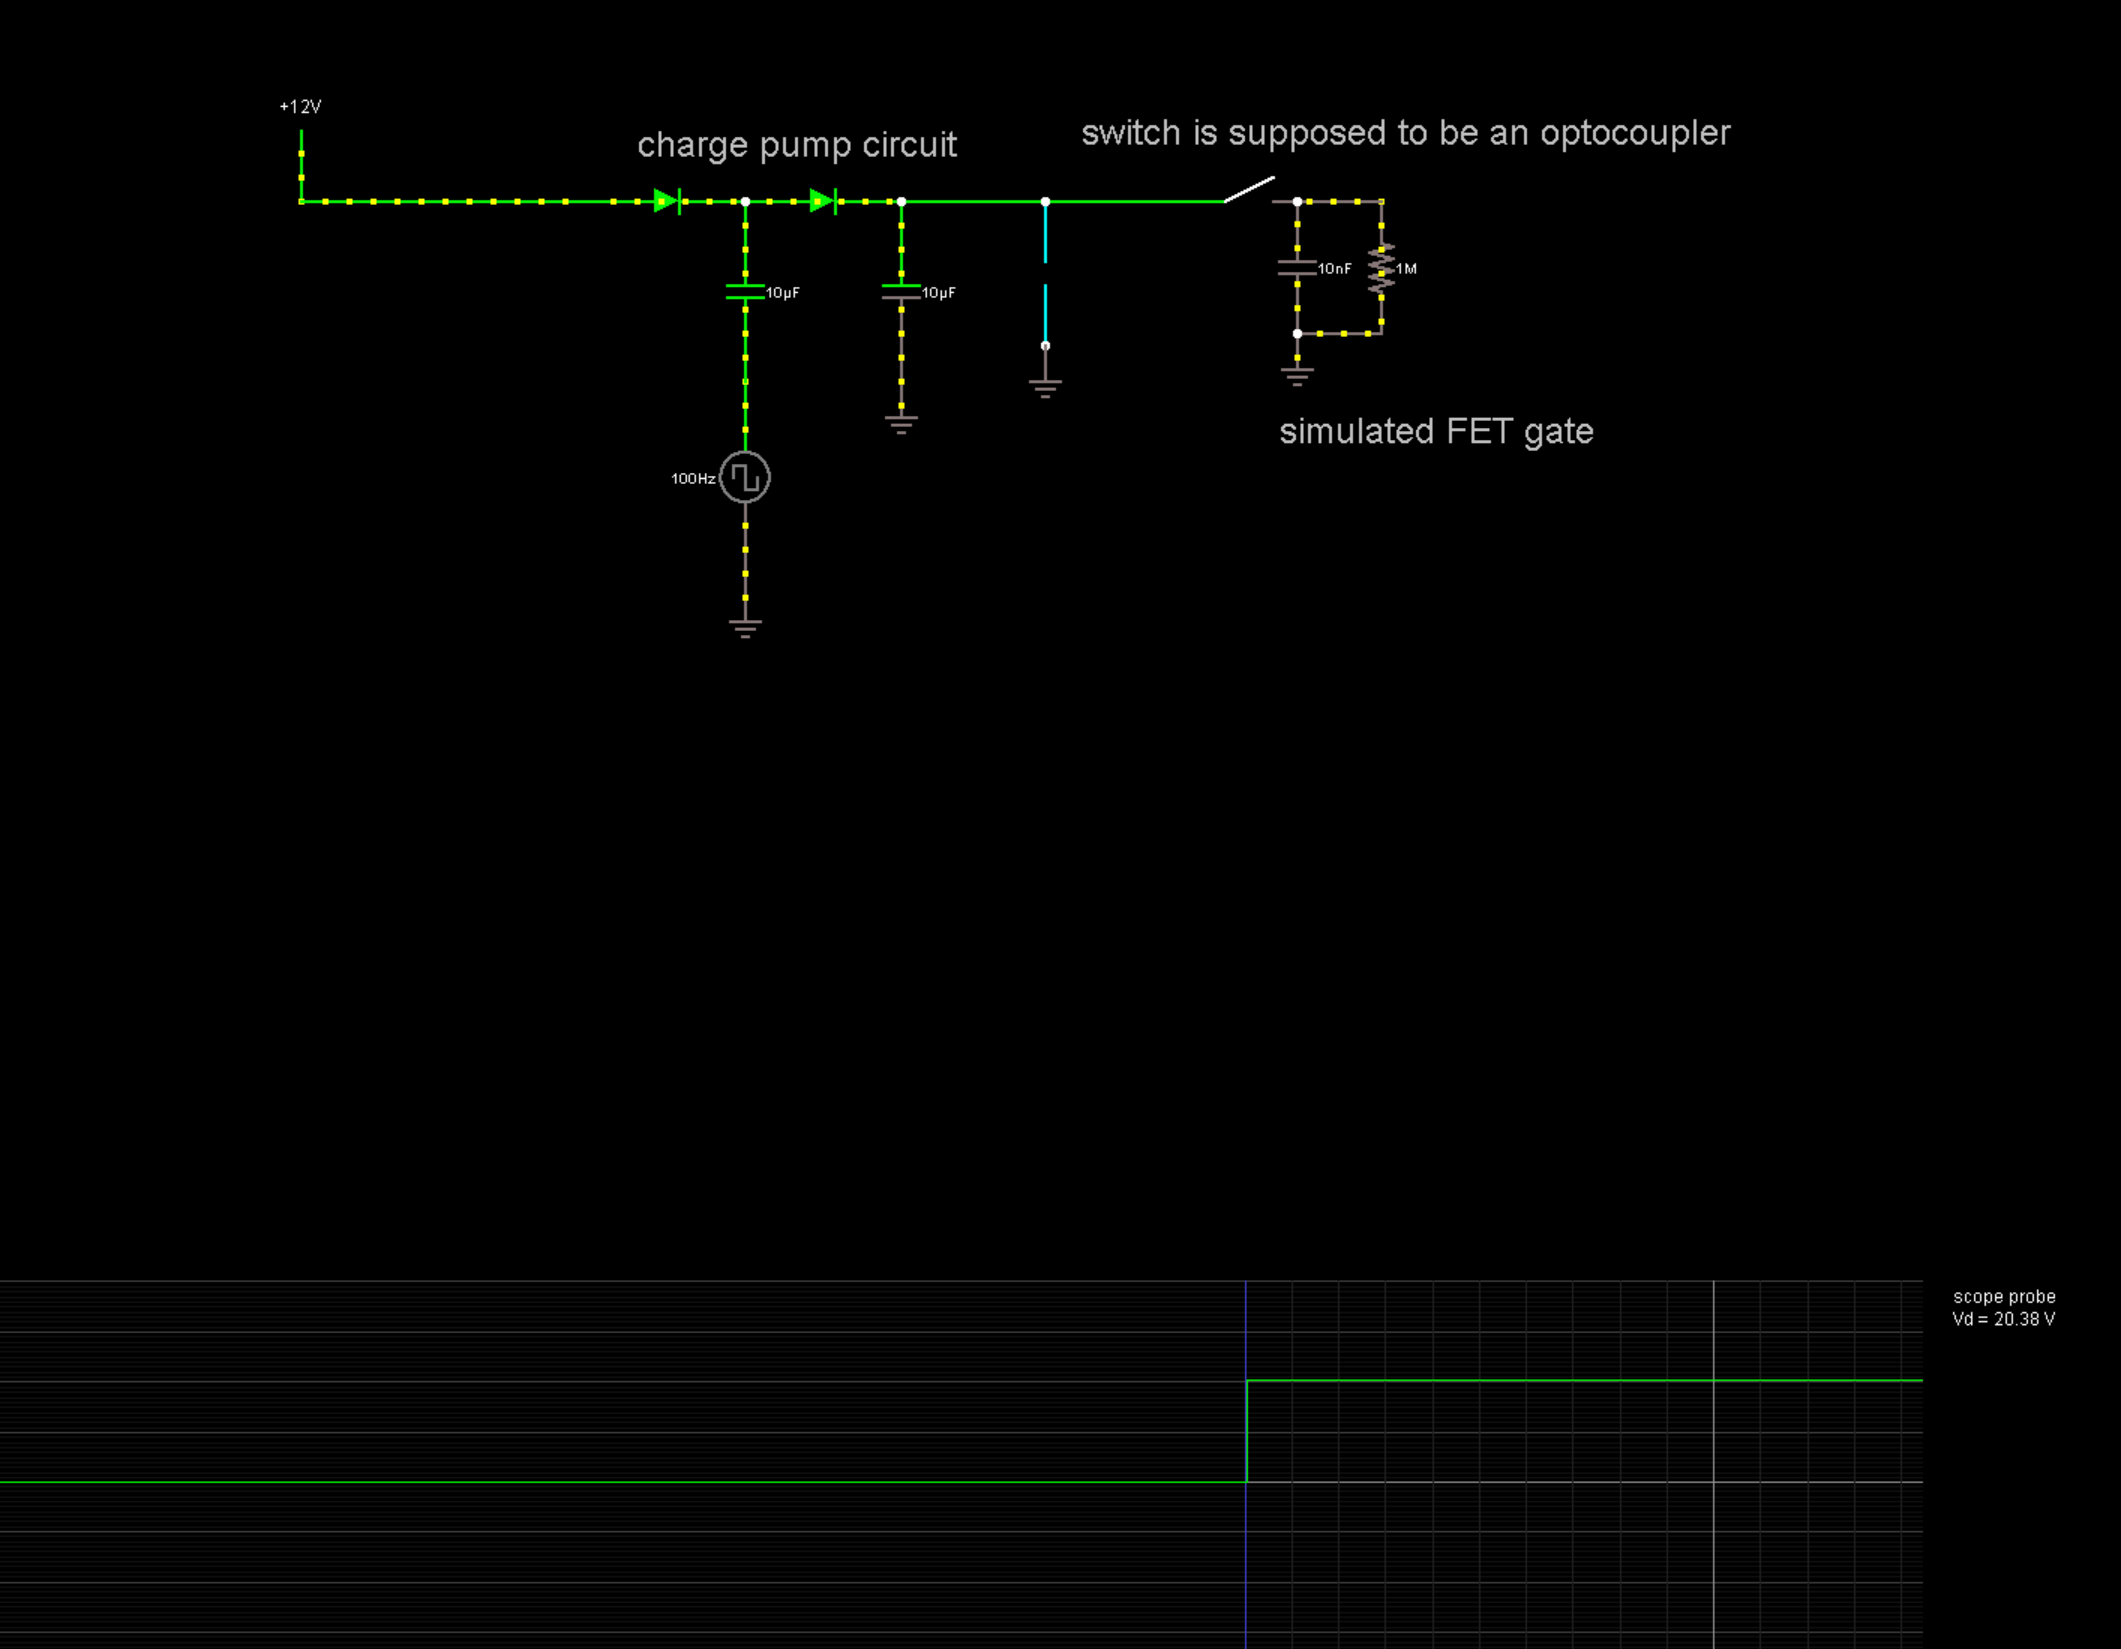 +12V
charge pump circuit
switch is supposed to be an optocoupler
10nF
1M
10µF
10µF
simulated FET gate
100Hz
scope probe
Vd = 20.38 V